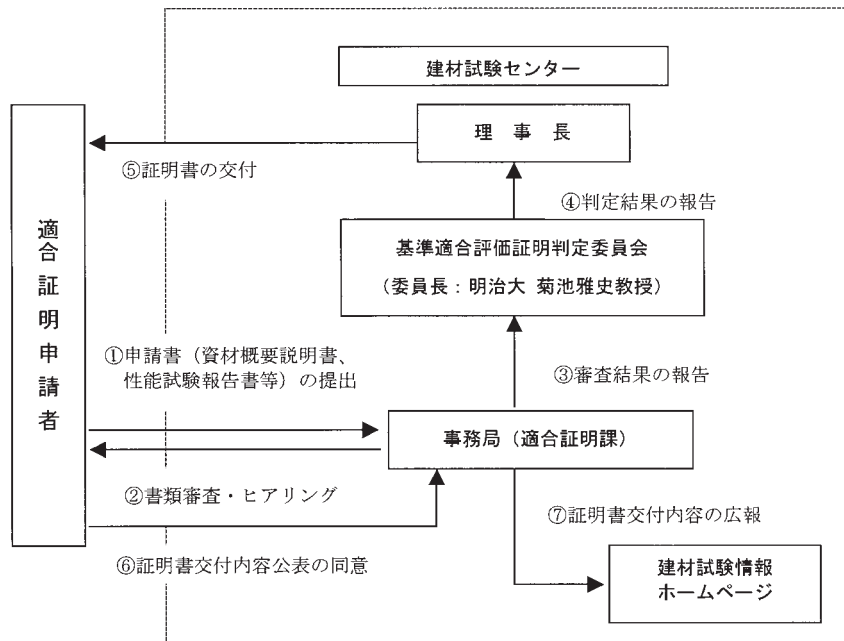 建材試験センター
理 事 長
⑤証明書の交付
④判定結果の報告
適合証明申請者
基準適合評価証明判定委員会
（委員長：明治大 菊池雅史教授）
①申請書（資材概要説明書、
性能試験報告書等）の提出
③審査結果の報告
事務局（適合証明課）
②書類審査・ヒアリング
⑦証明書交付内容の広報
⑥証明書交付内容公表の同意
建材試験情報
ホームページ